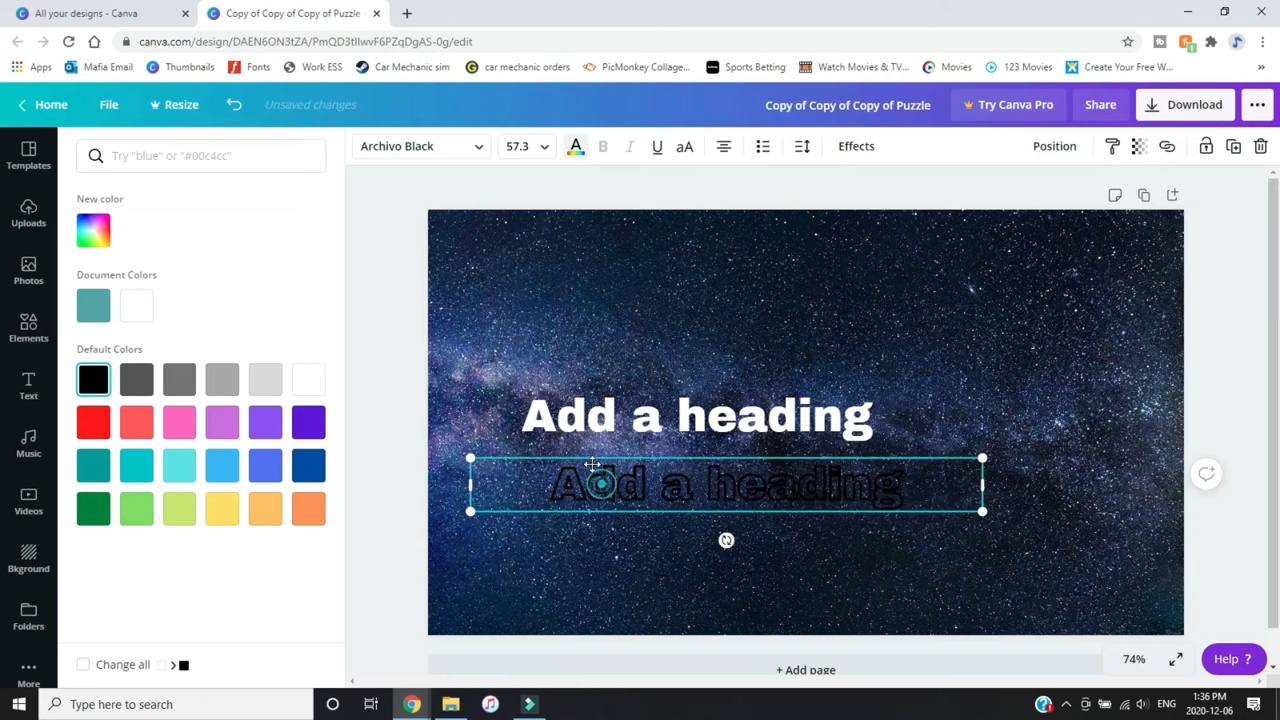 All your designs - Canva
Copy of Copy of Copy of Puzzle
canva.com/design/DAEN6ON3tZA/PmQD3tIlwvF6PZqDgAS-0g/edit
Apps
Mafia Email
Thumbnails
Fonts
Work ESS
Car Mechanic sim
car mechanic orders
PicMonkey Collage...
Sports Betting
Watch Movies & TV...
Movies
123 Movies
Create Your Free W...
Home
File
Resize
Unsaved changes
Copy of Copy of Copy of Puzzle
Try Canva Pro
Share
Download
Templates
Uploads
Photos
Elements
Text
Music
Videos
Bkground
Folders
More
Try "blue" or "#00c4cc"
New color
Document Colors
Default Colors
Change all
Archivo Black
57.3
A
B
I
U
aA
Effects
Position
Add a heading
Add a heading
+ Add page
74%
Help ?
Type here to search
ENG
1:36 PM
2020-12-06